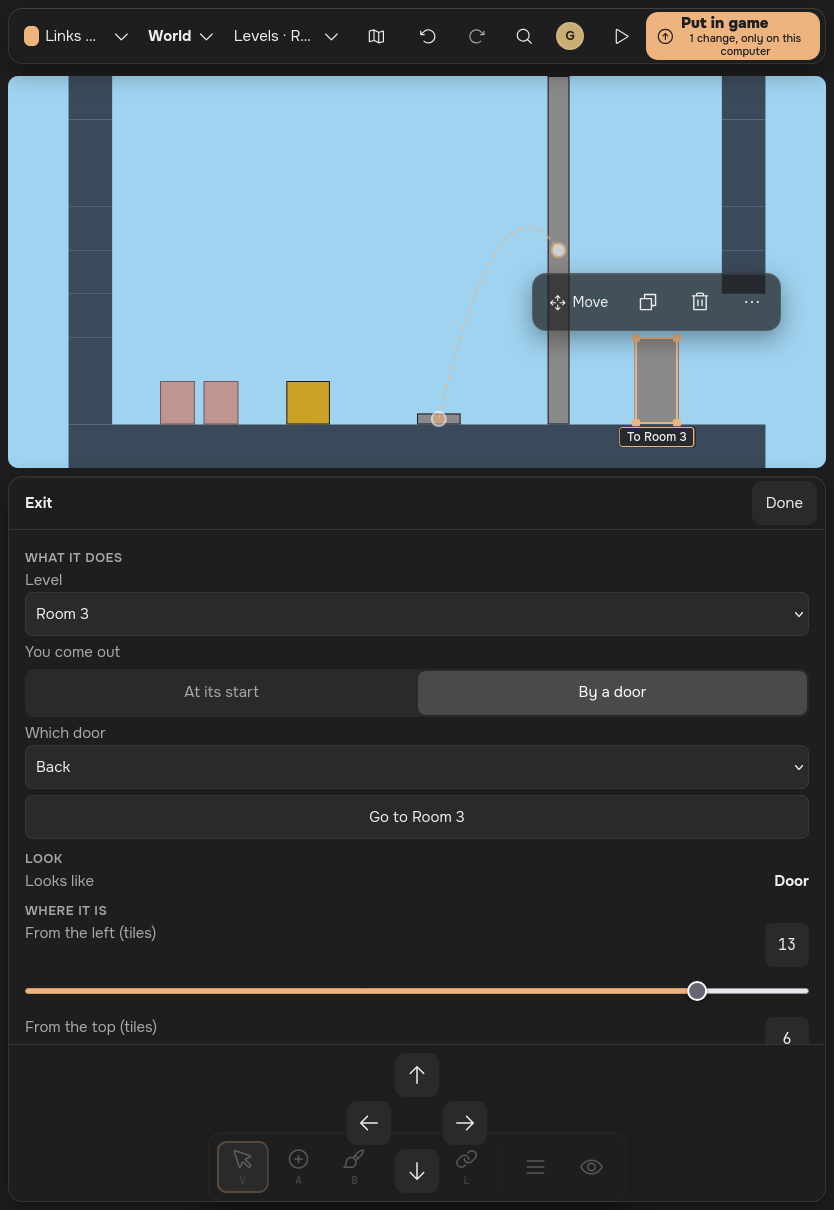 Links ...
World
Levels · R...
G
Put in game
1 change, only on this
computer
Move
To Room 3
Exit
Done
WHAT IT DOES
Level
Room 3
You come out
At its start
By a door
Which door
Back
Go to Room 3
LOOK
Looks like
Door
WHERE IT IS
From the left (tiles)
13
From the top (tiles)
6
V
A
B
L